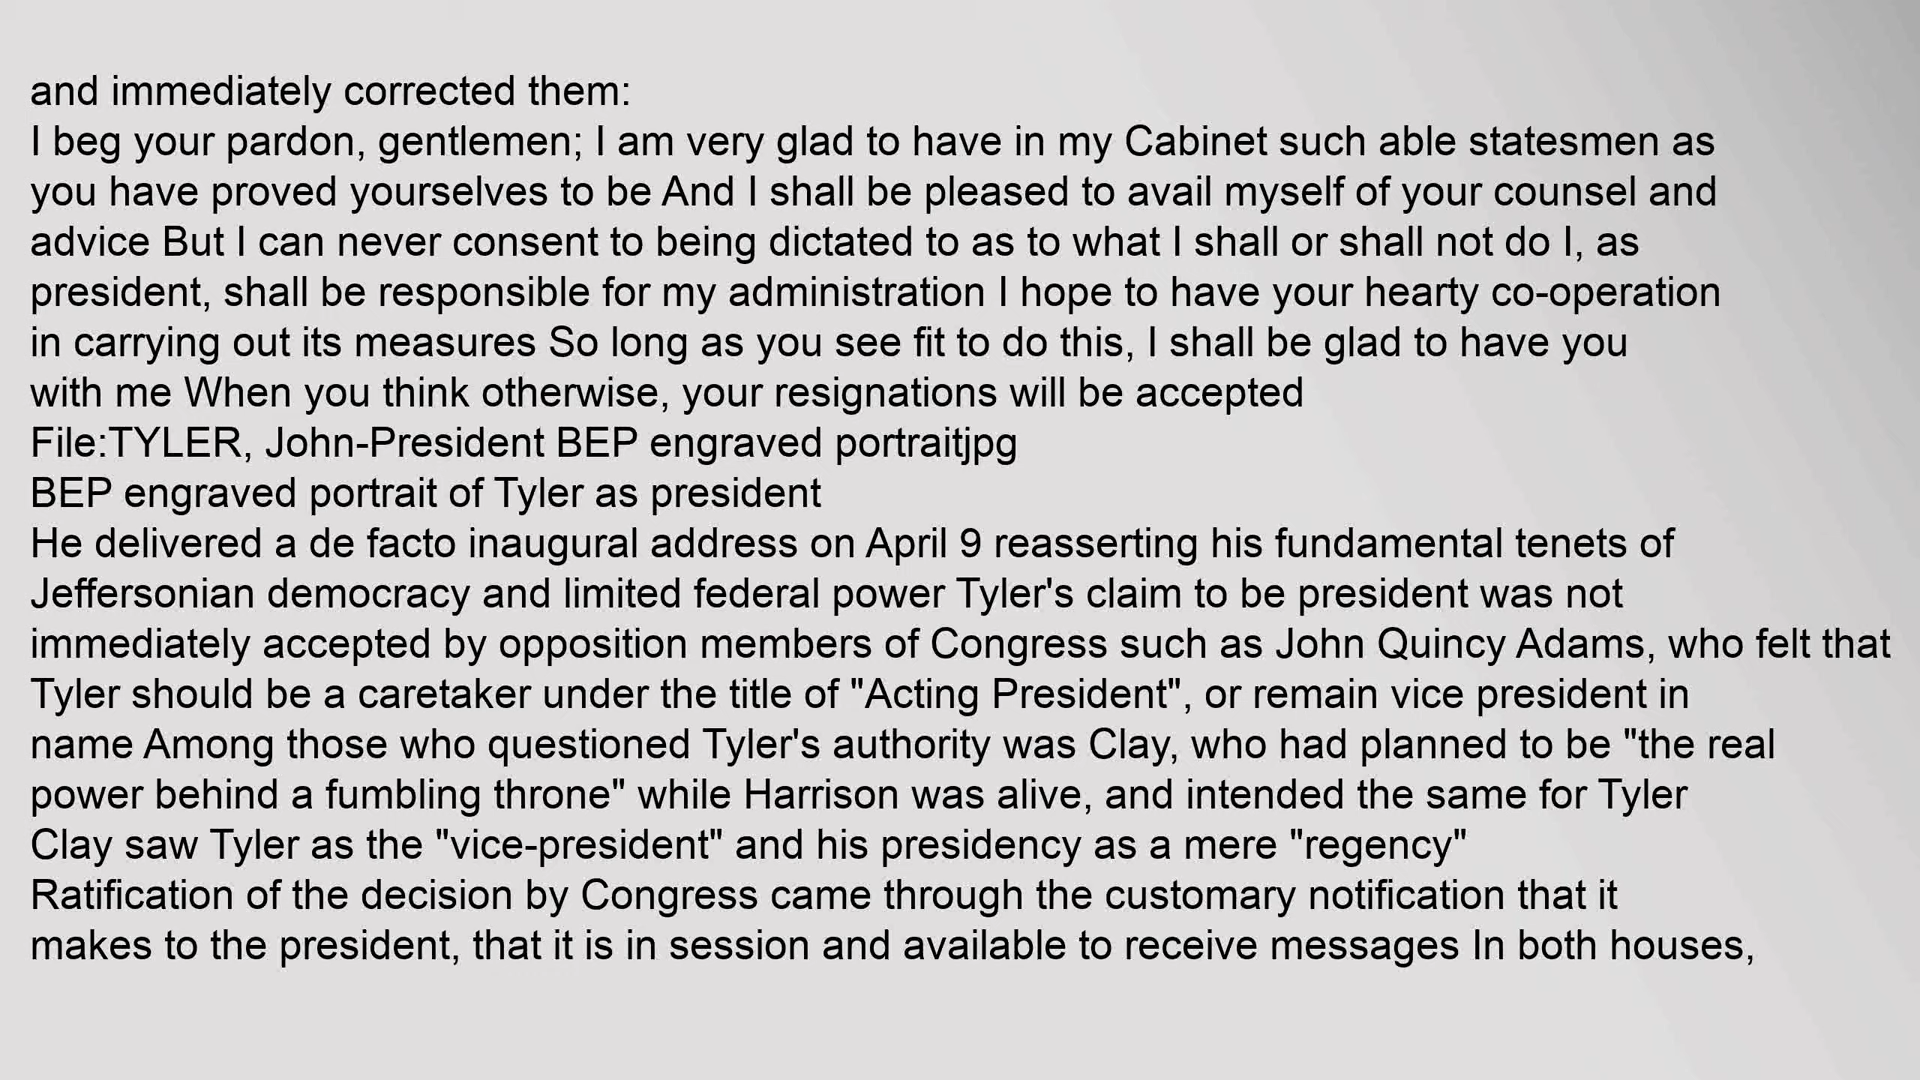 and immediately corrected them:
I beg your pardon, gentlemen; I am very glad to have in my Cabinet such able statesmen as
you have proved yourselves to be And I shall be pleased to avail myself of your counsel and
advice But I can never consent to being dictated to as to what I shall or shall not do I, as
president, shall be responsible for my administration I hope to have your hearty co-operation
in carrying out its measures So long as you see fit to do this, I shall be glad to have you
with me When you think otherwise, your resignations will be accepted
File:TYLER, John-President BEP engraved portraitjpg
BEP engraved portrait of Tyler as president
He delivered a de facto inaugural address on April 9 reasserting his fundamental tenets of
Jeffersonian democracy and limited federal power Tyler's claim to be president was not
immediately accepted by opposition members of Congress such as John Quincy Adams, who felt that
Tyler should be a caretaker under the title of "Acting President", or remain vice president in
name Among those who questioned Tyler's authority was Clay, who had planned to be "the real
power behind a fumbling throne" while Harrison was alive, and intended the same for Tyler
Clay saw Tyler as the "vice-president" and his presidency as a mere "regency"
Ratification of the decision by Congress came through the customary notification that it
makes to the president, that it is in session and available to receive messages In both houses,